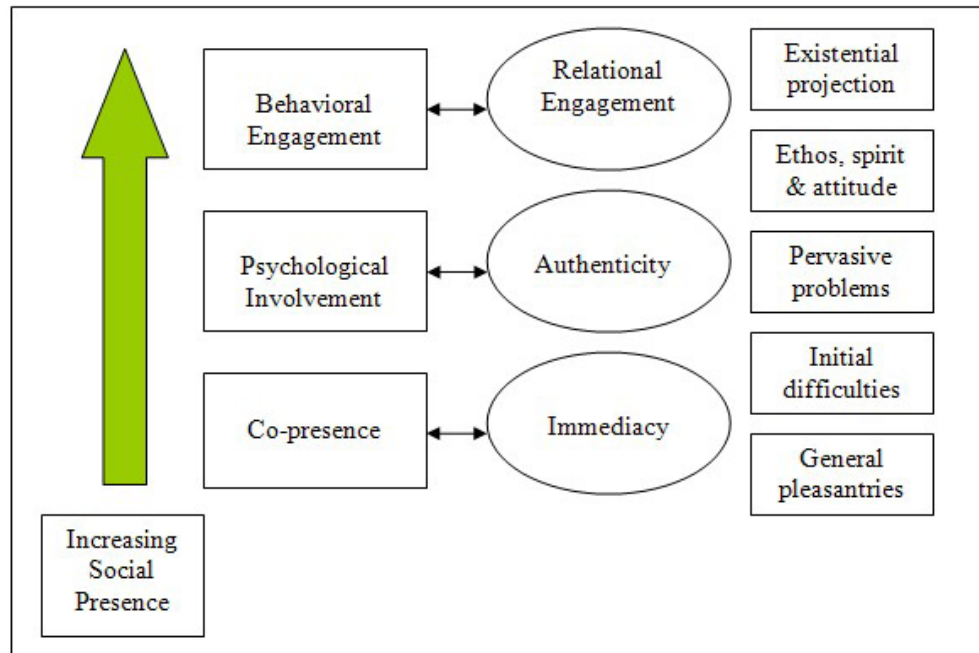 Behavioral
Engagement
Relational
Engagement
Existential
projection
Ethos, spirit
& attitude
Psychological
Involvement
Authenticity
Pervasive
problems
Co-presence
Immediacy
Initial
difficulties
General
pleasantries
Increasing
Social
Presence